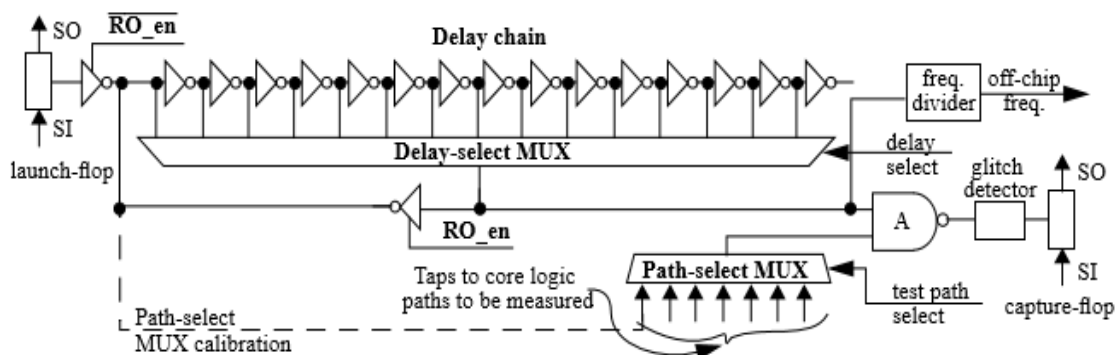 SO
RO_en
Delay chain
SI
launch-flop
Delay-select MUX
delay
select
freq.
divider
off-chip
freq.
RO_en
A
glitch
detector
SO
SI
capture-flop
Path-select MUX
Taps to core logic
paths to be measured
test path
select
Path-select
MUX calibration